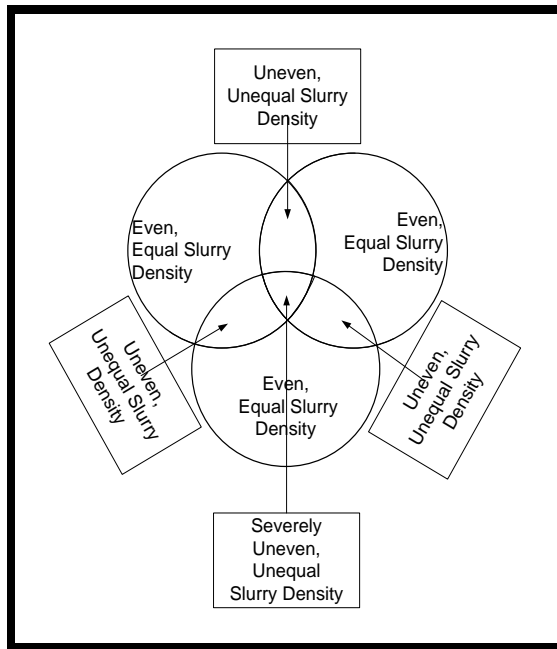 Uneven,
Unequal Slurry
Density
Even,
Equal Slurry
Density
Even,
Equal Slurry
Density
Uneven,
Unequal Slurry
Density
Even,
Equal Slurry
Density
Uneven,
Unequal Slurry
Density
Severely
Uneven,
Unequal
Slurry Density